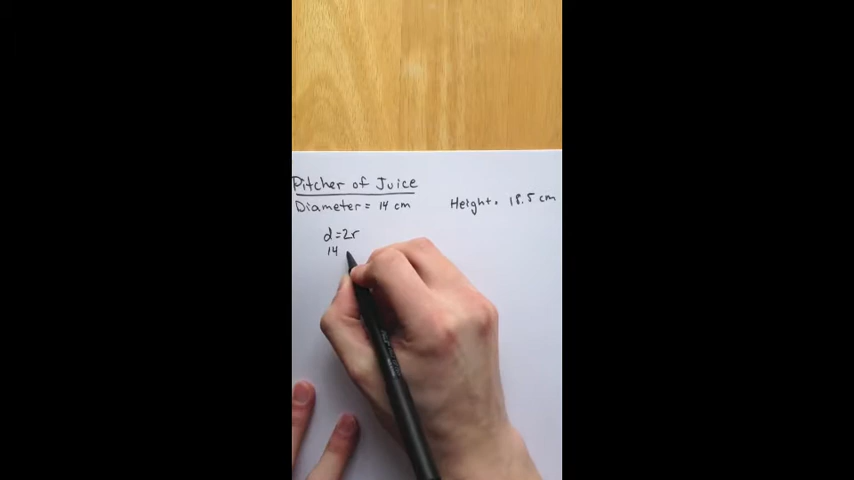 Pitcher of Juice
Diameter = 14 cm
Height = 18.5 cm
d=2r
14